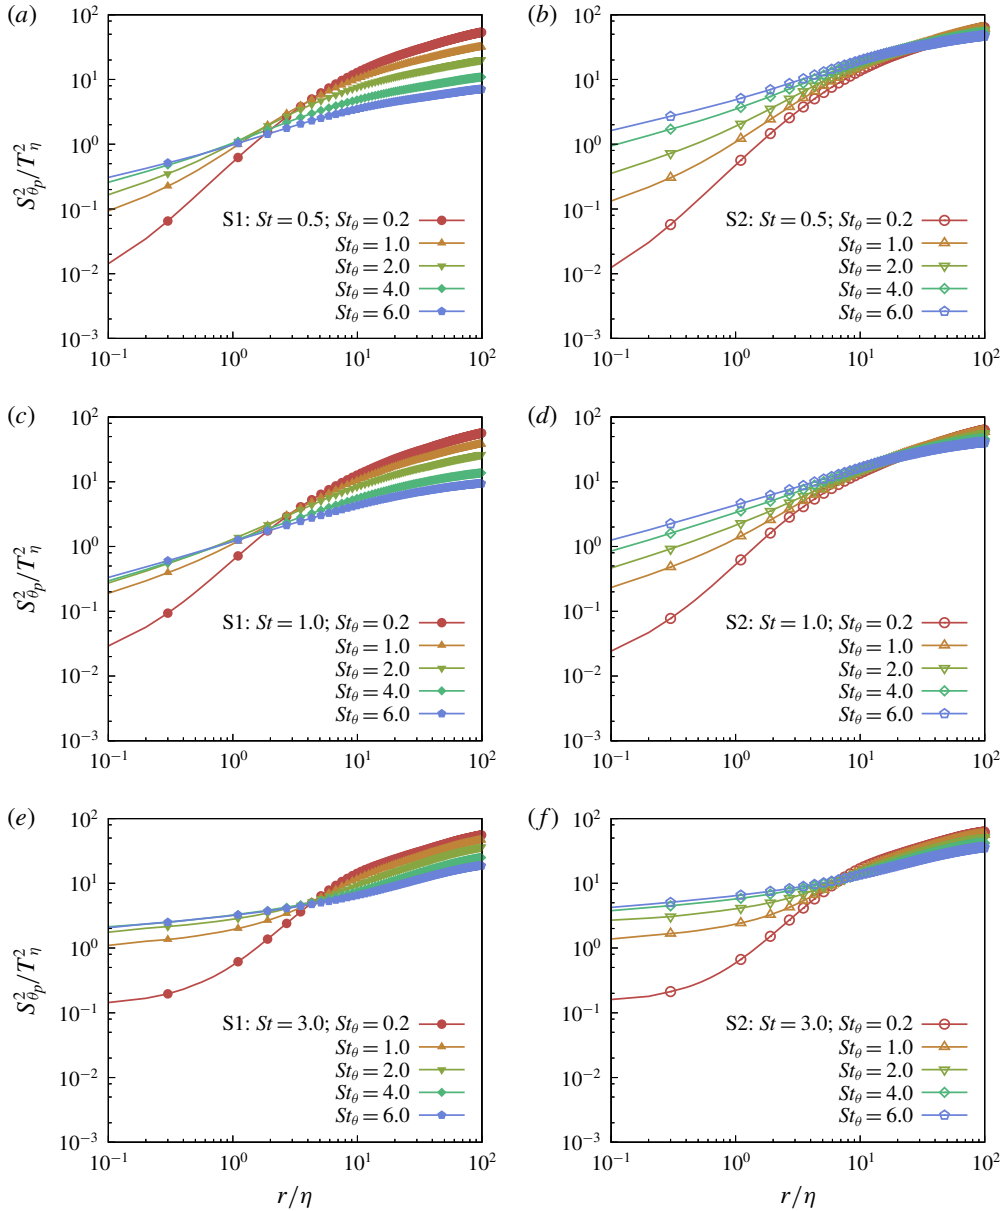 (a)
10^2
10^1
10^0
10^-1
10^-2
10^-3
S^2_θp/T^2_η
S1: St = 0.5; St_θ = 0.2
St_θ = 1.0
St_θ = 2.0
St_θ = 4.0
St_θ = 6.0
10^-1 10^0 10^1 10^2
(b)
10^2
10^1
10^0
10^-1
10^-2
10^-3
S2: St = 0.5; St_θ = 0.2
St_θ = 1.0
St_θ = 2.0
St_θ = 4.0
St_θ = 6.0
10^-1 10^0 10^1 10^2
(c)
10^2
10^1
10^0
10^-1
10^-2
10^-3
S^2_θp/T^2_η
S1: St = 1.0; St_θ = 0.2
St_θ = 1.0
St_θ = 2.0
St_θ = 4.0
St_θ = 6.0
10^-1 10^0 10^1 10^2
(d)
10^2
10^1
10^0
10^-1
10^-2
10^-3
S2: St = 1.0; St_θ = 0.2
St_θ = 1.0
St_θ = 2.0
St_θ = 4.0
St_θ = 6.0
10^-1 10^0 10^1 10^2
(e)
10^2
10^1
10^0
10^-1
10^-2
10^-3
S^2_θp/T^2_η
S1: St = 3.0; St_θ = 0.2
St_θ = 1.0
St_θ = 2.0
St_θ = 4.0
St_θ = 6.0
10^-1 10^0 10^1 10^2
r/η
(f)
10^2
10^1
10^0
10^-1
10^-2
10^-3
S2: St = 3.0; St_θ = 0.2
St_θ = 1.0
St_θ = 2.0
St_θ = 4.0
St_θ = 6.0
10^-1 10^0 10^1 10^2
r/η